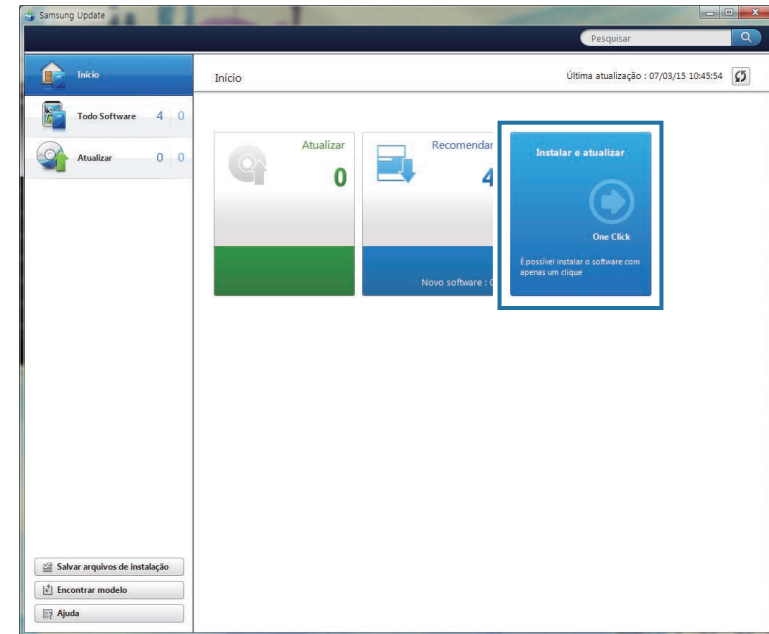 Samsung Update
Pesquisar
Início
Início
Última atualização : 07/03/15 10:45:54
Todo Software 4 0
Atualizar 0 0
Atualizar
0
Recomendar
4
Novo software :
Instalar e atualizar
One Click
É possível instalar o software com
apenas um clique
Salvar arquivos de instalação
Encontrar modelo
Ajuda